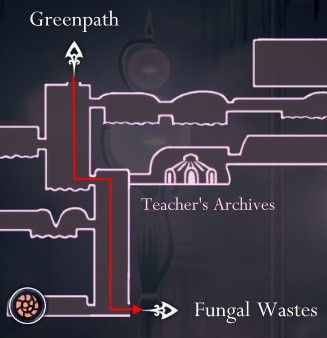 Greenpath
Teacher's Archives
Fungal Wastes